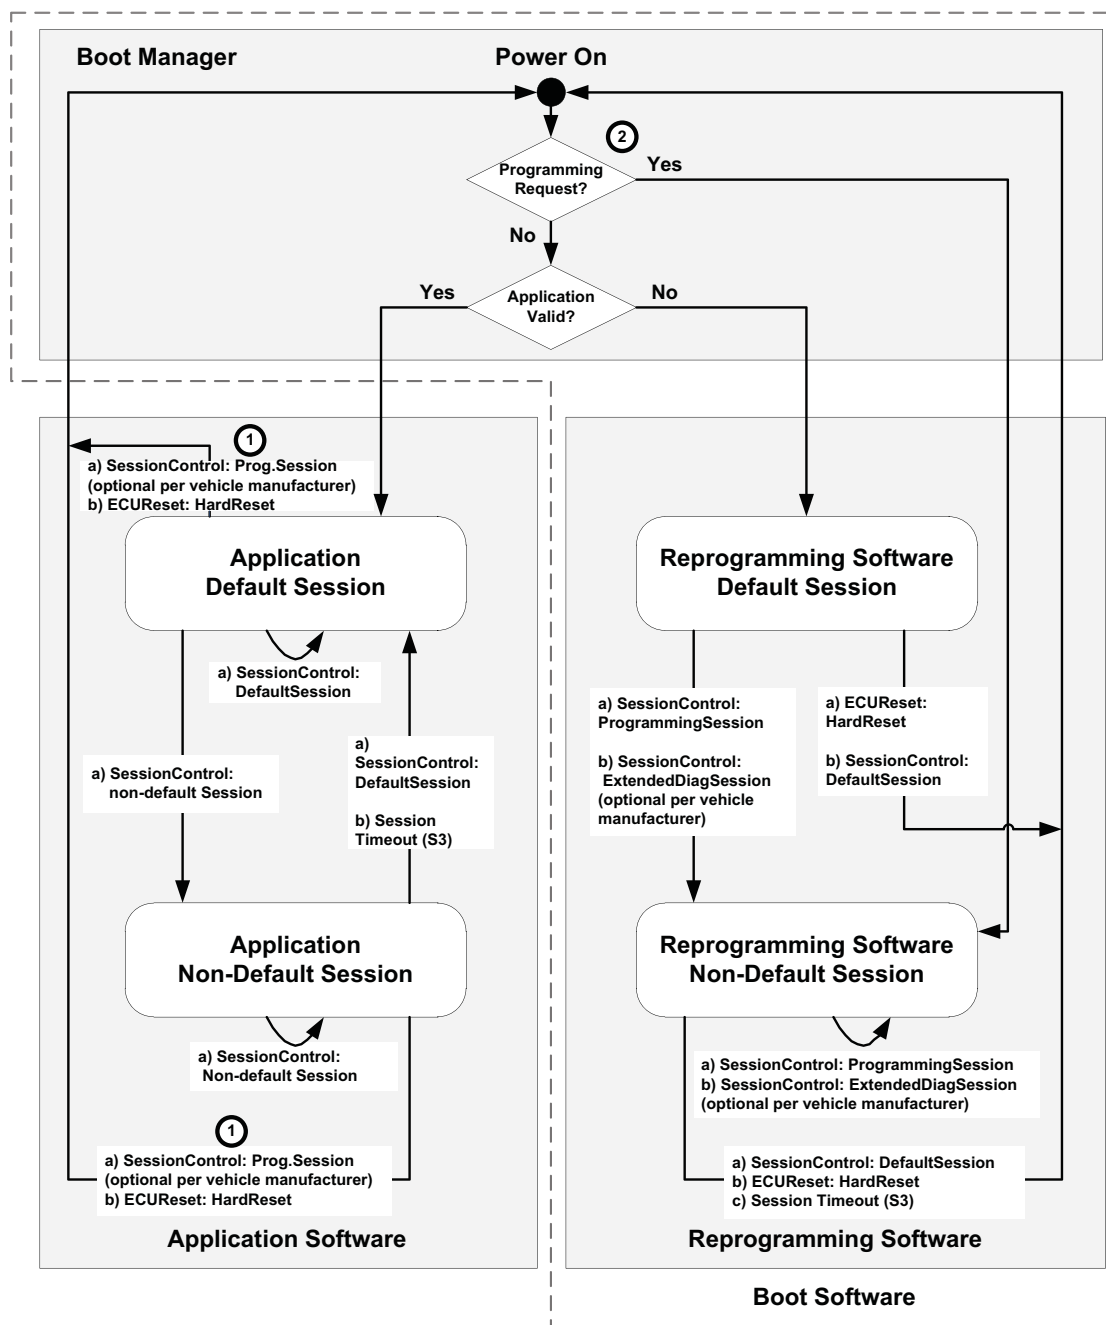 Boot Manager
Power On
2
Programming
Request?
Yes
No
Application
Valid?
Yes
No
1
a) SessionControl: Prog.Session
(optional per vehicle manufacturer)
b) ECUReset: HardReset
Application
Default Session
a) SessionControl:
DefaultSession
a) SessionControl:
non-default Session
a)
SessionControl:
DefaultSession
b) Session
Timeout (S3)
Application
Non-Default Session
a) SessionControl:
Non-default Session
1
a) SessionControl: Prog.Session
(optional per vehicle manufacturer)
b) ECUReset: HardReset
Application Software
Reprogramming Software
Default Session
a) SessionControl:
ProgrammingSession
b) SessionControl:
ExtendedDiagSession
(optional per vehicle
manufacturer)
a) ECUReset:
HardReset
b) SessionControl:
DefaultSession
Reprogramming Software
Non-Default Session
a) SessionControl: ProgrammingSession
b) SessionControl: ExtendedDiagSession
(optional per vehicle manufacturer)
a) SessionControl: DefaultSession
b) ECUReset: HardReset
c) Session Timeout (S3)
Reprogramming Software
Boot Software